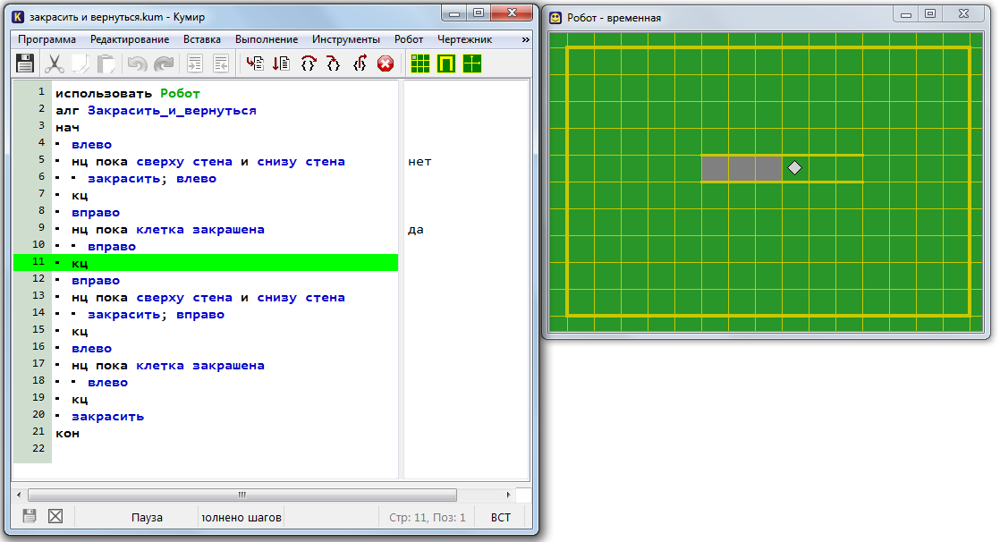 закрасить и вернуться.kum - Кумир
Программа Редактирование Вставка Выполнение Инструменты Робот Чертежник »
1 использовать Робот
2 алг Закрасить_и_вернуться
3 нач
4 влево
5 нц пока сверху стена и снизу стена нет
6 закрасить; влево
7 кц
8 вправо
9 нц пока клетка закрашена да
10 вправо
11 кц
12 вправо
13 нц пока сверху стена и снизу стена
14 закрасить; вправо
15 кц
16 влево
17 нц пока клетка закрашена
18 влево
19 кц
20 закрасить
21 кон
22
Пауза олнено шагов Стр: 11, Поз: 1 ВСТ
Робот - временная